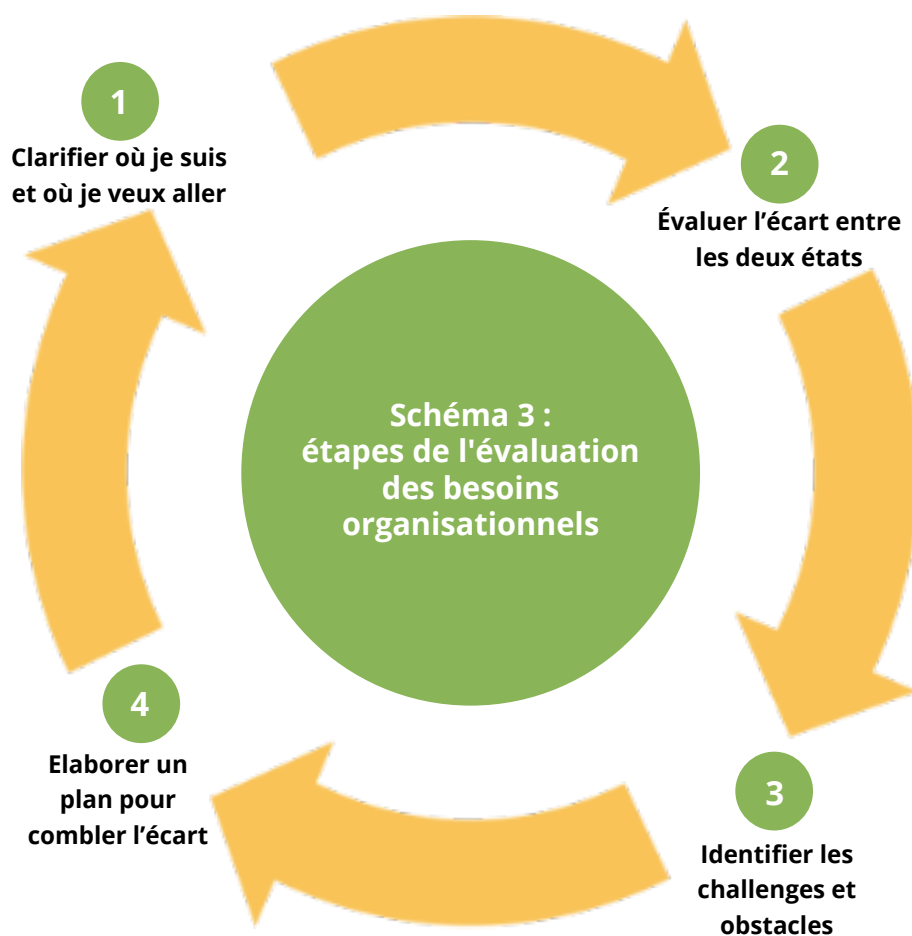 1
Clarifier où je suis
et où je veux aller
2
Évaluer l’écart entre
les deux états
Schéma 3 :
étapes de l'évaluation
des besoins
organisationnels
3
Identifier les
challenges et
obstacles
4
Elaborer un
plan pour
combler l’écart